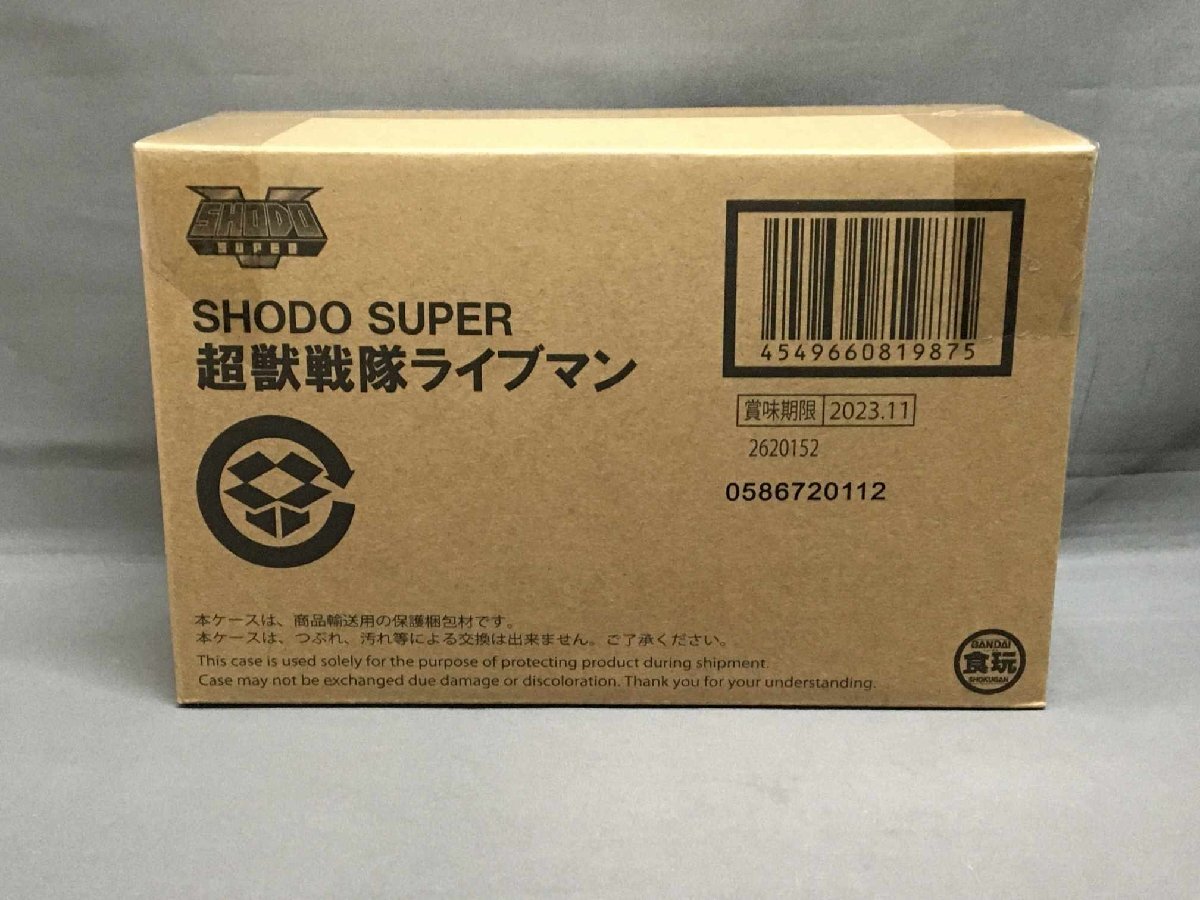 SHODO
SUPER
SHODO SUPER
超獣戦隊ライブマン
4549660819875
賞味期限 2023.11
2620152
0586720112
本ケースは、商品輸送用の保護梱包材です。
本ケースは、つぶれ、汚れ等による交換は出来ません。ご了承ください。
This case is used solely for the purpose of protecting product during shipment.
Case may not be exchanged due damage or discoloration. Thank you for your understanding.
BANDAI
食玩
SHOKUGAN